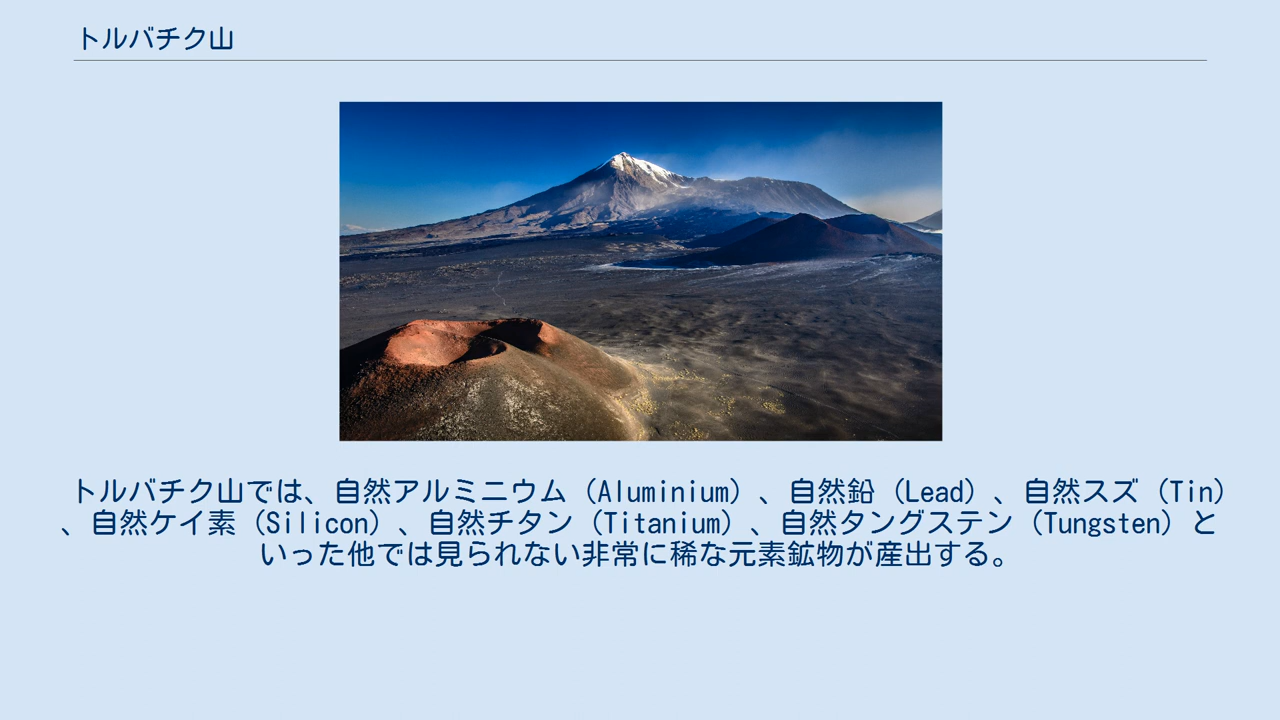 トルバチク山
トルバチク山では、自然アルミニウム（Aluminium）、自然鉛（Lead）、自然スズ（Tin）
、自然ケイ素（Silicon）、自然チタン（Titanium）、自然タングステン（Tungsten）と
いった他では見られない非常に稀な元素鉱物が産出する。